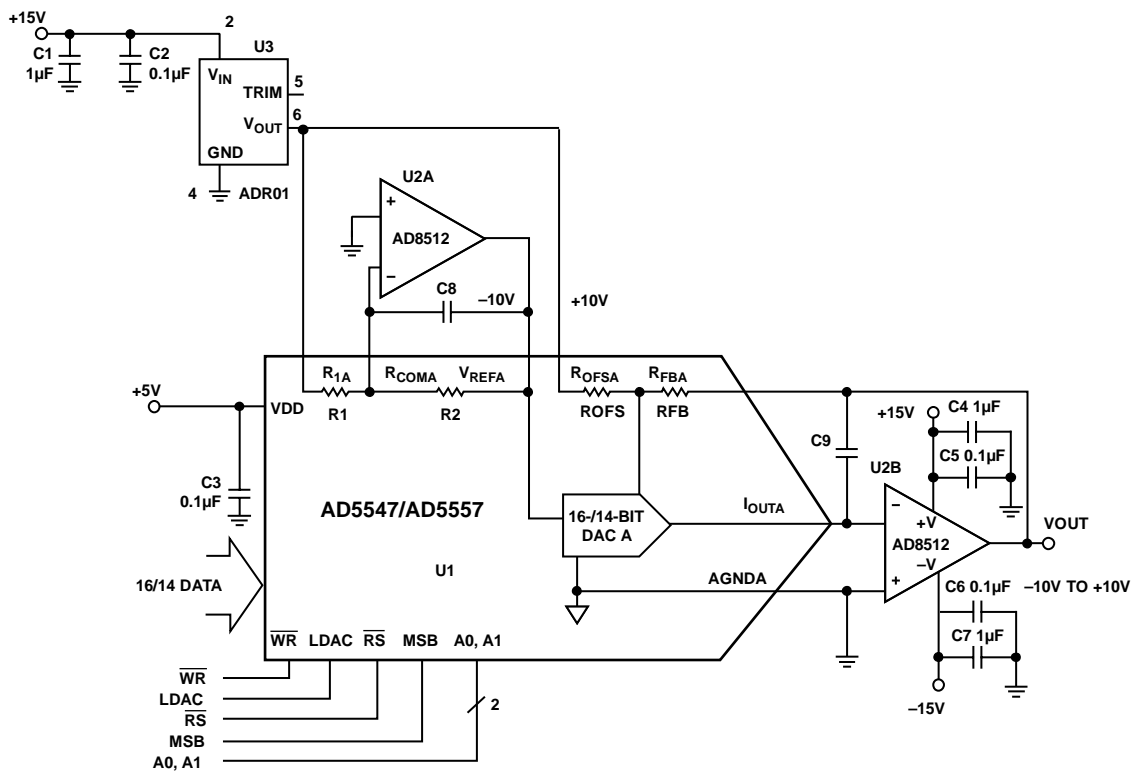 +15V
2
U3
C1
1µF
C2
0.1µF
VIN
TRIM
5
VOUT
6
GND
4
ADR01
U2A
+
AD8512
−
C8
–10V
+10V
+5V
VDD
R1A
RCOMA
VREFA
ROFSA
RFBA
R1
R2
ROFS
RFB
C3
0.1µF
AD5547/AD5557
U1
16-/14-BIT
DAC A
IOUTA
AGNDA
C9
+15V
C4 1µF
C5 0.1µF
U2B
−
+V
AD8512
–V
+
VOUT
–10V TO +10V
C6 0.1µF
C7 1µF
–15V
16/14 DATA
WR LDAC RS MSB A0, A1
WR
LDAC
RS
MSB
A0, A1
2